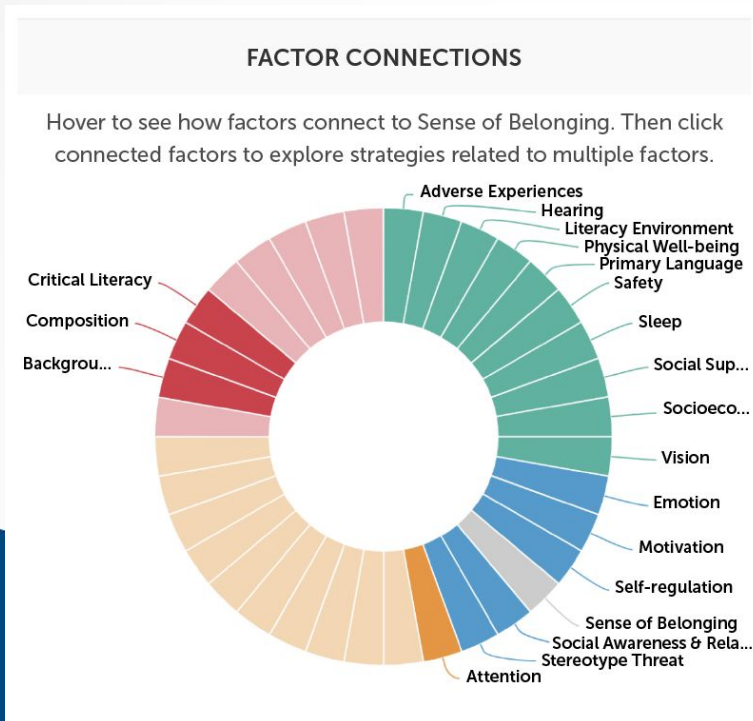 FACTOR CONNECTIONS
Hover to see how factors connect to Sense of Belonging. Then click
connected factors to explore strategies related to multiple factors.
Adverse Experiences
Hearing
Literacy Environment
Physical Well-being
Primary Language
Safety
Sleep
Social Sup...
Socioeco...
Vision
Emotion
Motivation
Self-regulation
Sense of Belonging
Social Awareness & Rela...
Stereotype Threat
Attention
Backgrou...
Composition
Critical Literacy